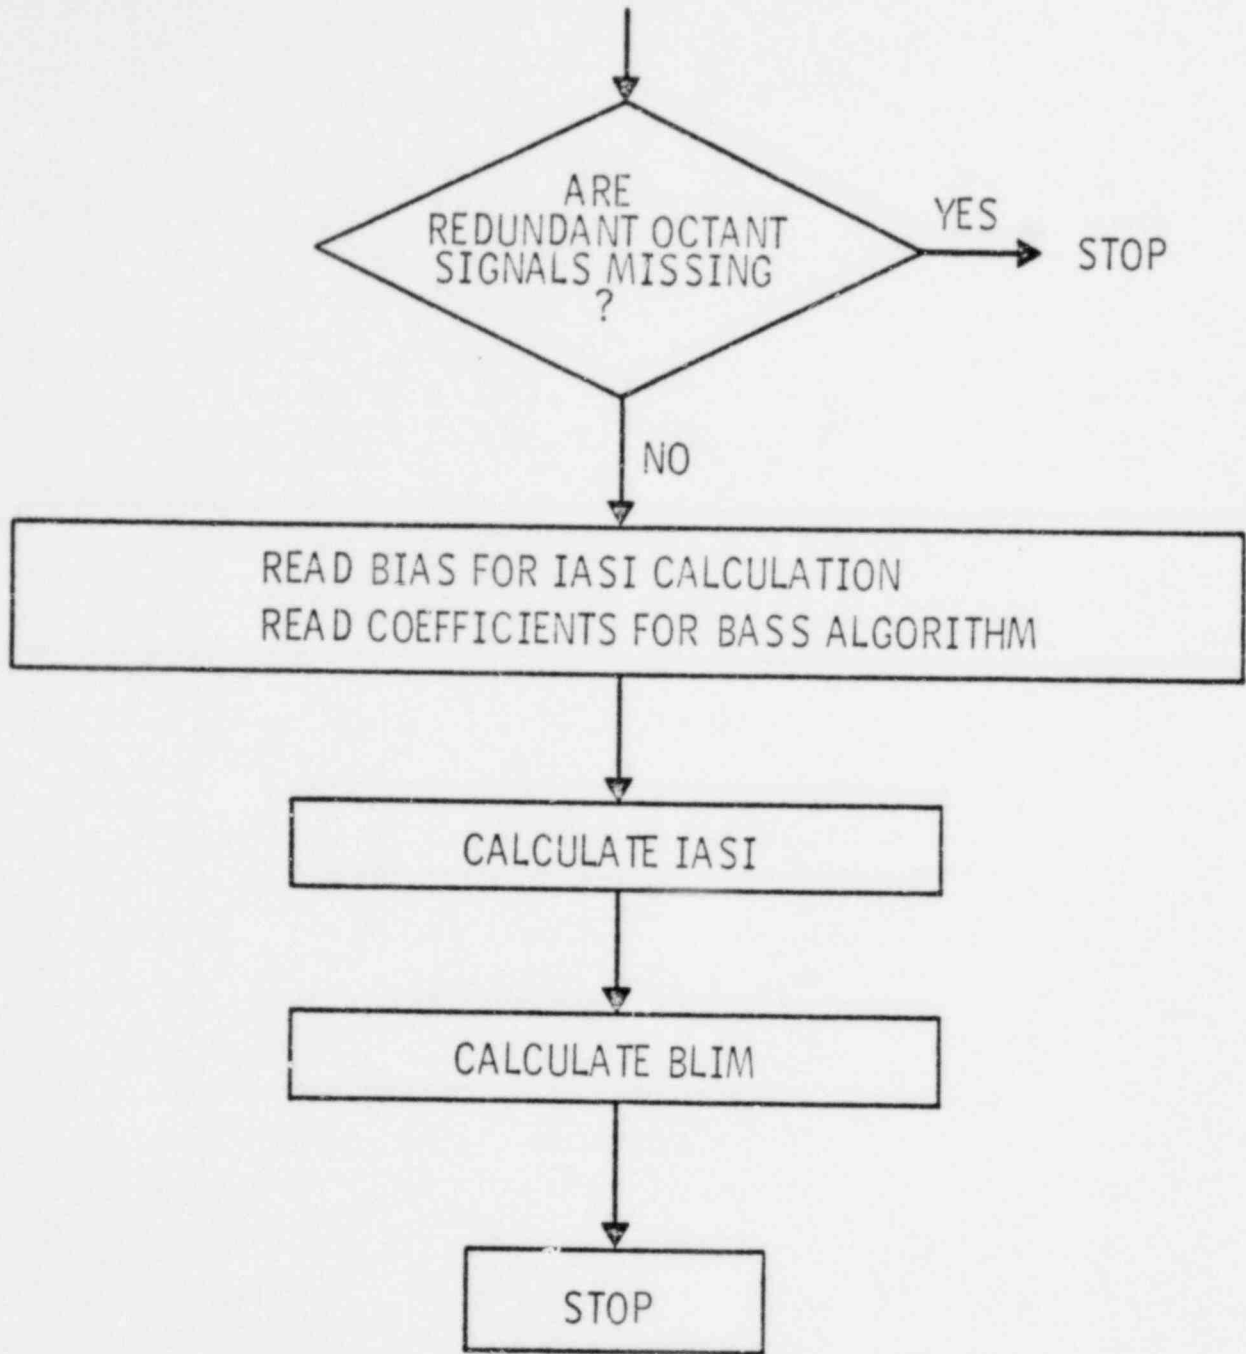 ARE
REDUNDANT OCTANT
SIGNALS MISSING
?
YES
STOP
NO
READ BIAS FOR IASI CALCULATION
READ COEFFICIENTS FOR BASS ALGORITHM
CALCULATE IASI
CALCULATE BLIM
STOP